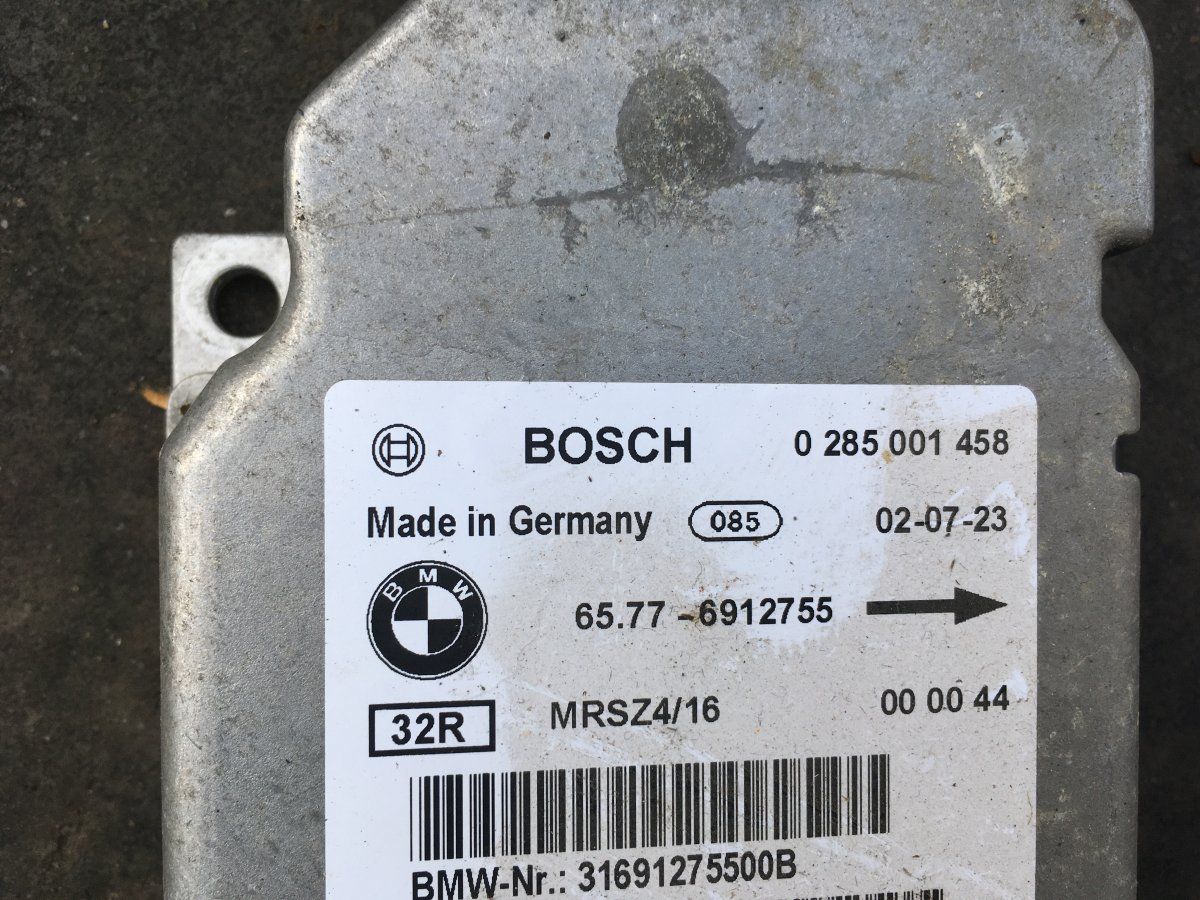 BOSCH 0 285 001 458
Made in Germany 085 02-07-23
BMW 65.77 - 6912755
32R MRSZ4/16 00 00 44
BMW-Nr.: 31691275500B